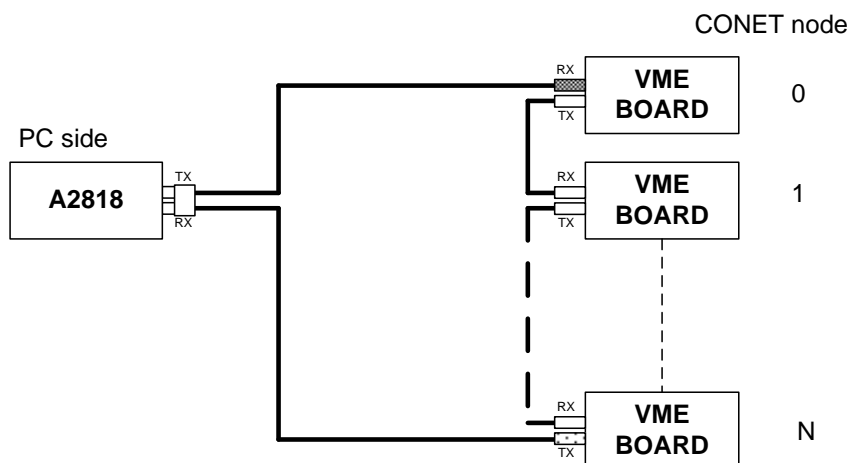 CONET node
RX
VME
BOARD
TX
0
PC side
A2818
TX
RX
RX
VME
BOARD
TX
1
RX
VME
BOARD
TX
N